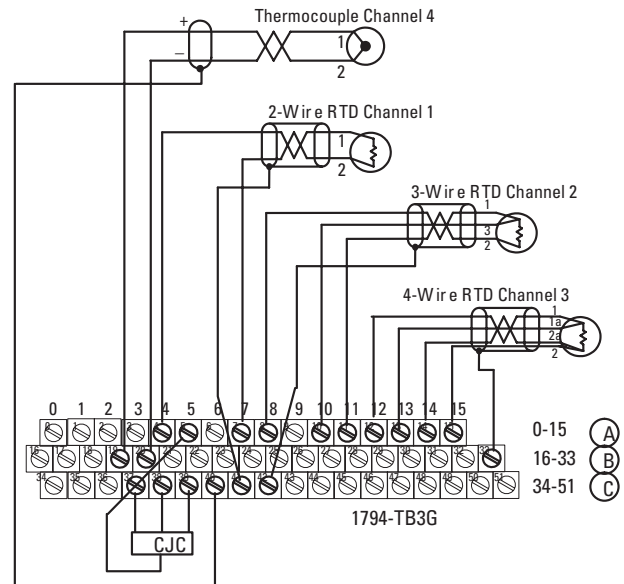 Thermocouple Channel 4
+
–
1
2
2-Wire RTD Channel 1
1
2
3-Wire RTD Channel 2
1
3
2
4-Wire RTD Channel 3
1
1a
2a
2
0 1 2 3 4 5 6 7 8 9 10 11 12 13 14 15
0-15 A
16-33 B
34-51 C
1794-TB3G
CJC